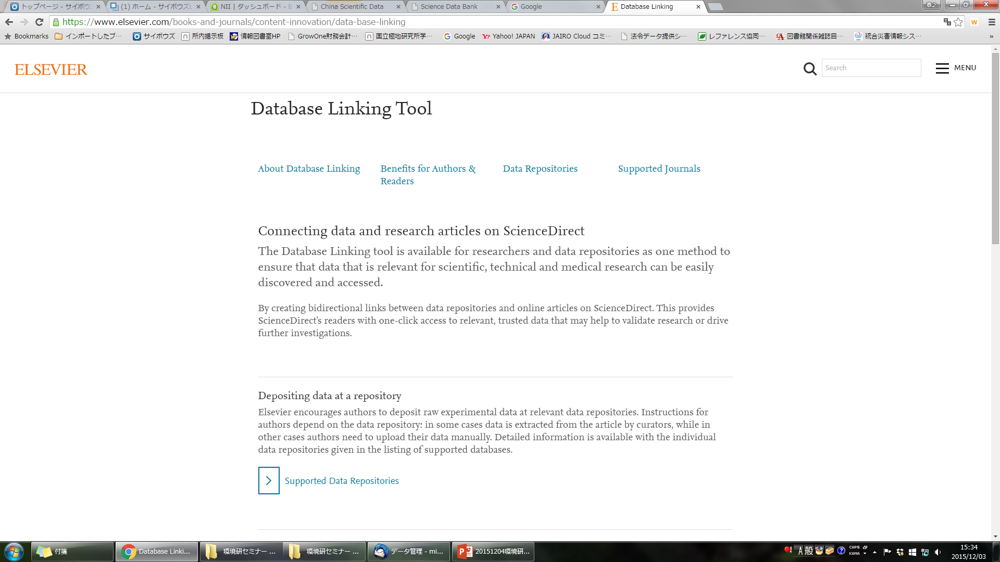 トップページ - サイボウ
(1) ホーム - サイボウズL
NII | ダッシュボード - B
China Scientific Data
Science Data Bank
Google
Database Linking
https://www.elsevier.com/books-and-journals/content-innovation/data-base-linking
Bookmarks
インポートしたブ…
サイボウズ
所内掲示板
情報図書室HP
GrowOne財務会計…
国立極地研究所学…
Google
Yahoo! JAPAN
JAIRO Cloud コミ…
法令データ提供シ…
レファレンス協同…
図書館関係雑誌目…
統合災害情報シス…
»
ELSEVIER
Search
MENU
Database Linking Tool
About Database Linking
Benefits for Authors &
Readers
Data Repositories
Supported Journals
Connecting data and research articles on ScienceDirect
The Database Linking tool is available for researchers and data repositories as one method to
ensure that data that is relevant for scientific, technical and medical research can be easily
discovered and accessed.
By creating bidirectional links between data repositories and online articles on ScienceDirect. This provides
ScienceDirect's readers with one-click access to relevant, trusted data that may help to validate research or drive
further investigations.
Depositing data at a repository
Elsevier encourages authors to deposit raw experimental data at relevant data repositories. Instructions for
authors depend on the data repository: in some cases data is extracted from the article by curators, while in
other cases authors need to upload their data manually. Detailed information is available with the individual
data repositories given in the listing of supported databases.
Supported Data Repositories
付箋
Database Linki...
環境研セミナー ...
環境研セミナー ...
データ管理 - mi...
20151204環境研...
A 般
CAPS
KANA
15:34
2015/12/03